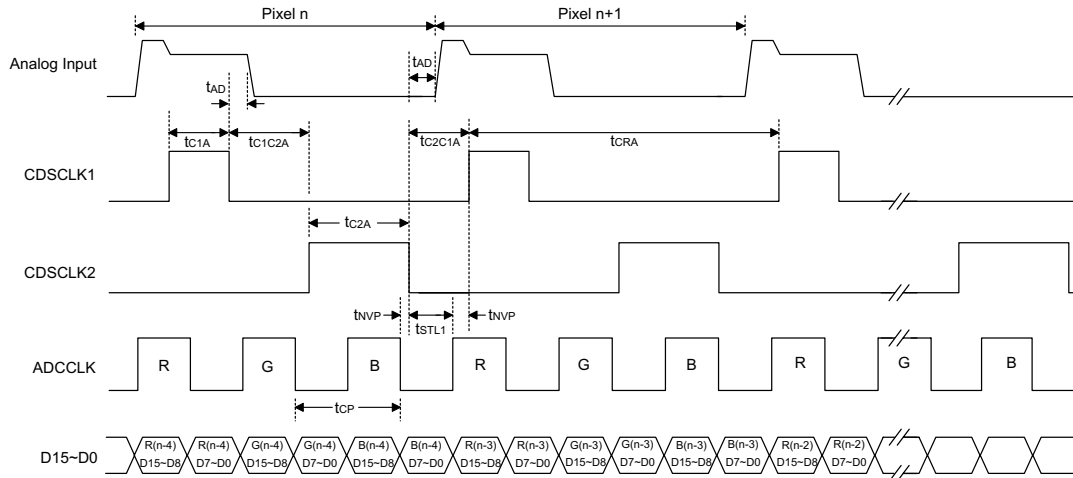 Pixel n
Pixel n+1
Analog Input
tAD
tAD
tC1A
tC1C2A
tC2C1A
tCRA
CDSCLK1
tC2A
CDSCLK2
tNVP
tSTL1
tNVP
ADCCLK
R
G
B
R
G
B
R
G
B
tCP
D15~D0
R(n-4)
D15~D8
R(n-4)
D7~D0
G(n-4)
D15~D8
G(n-4)
D7~D0
B(n-4)
D15~D8
B(n-4)
D7~D0
R(n-3)
D15~D8
R(n-3)
D7~D0
G(n-3)
D15~D8
G(n-3)
D7~D0
B(n-3)
D15~D8
B(n-3)
D7~D0
R(n-2)
D15~D8
R(n-2)
D7~D0